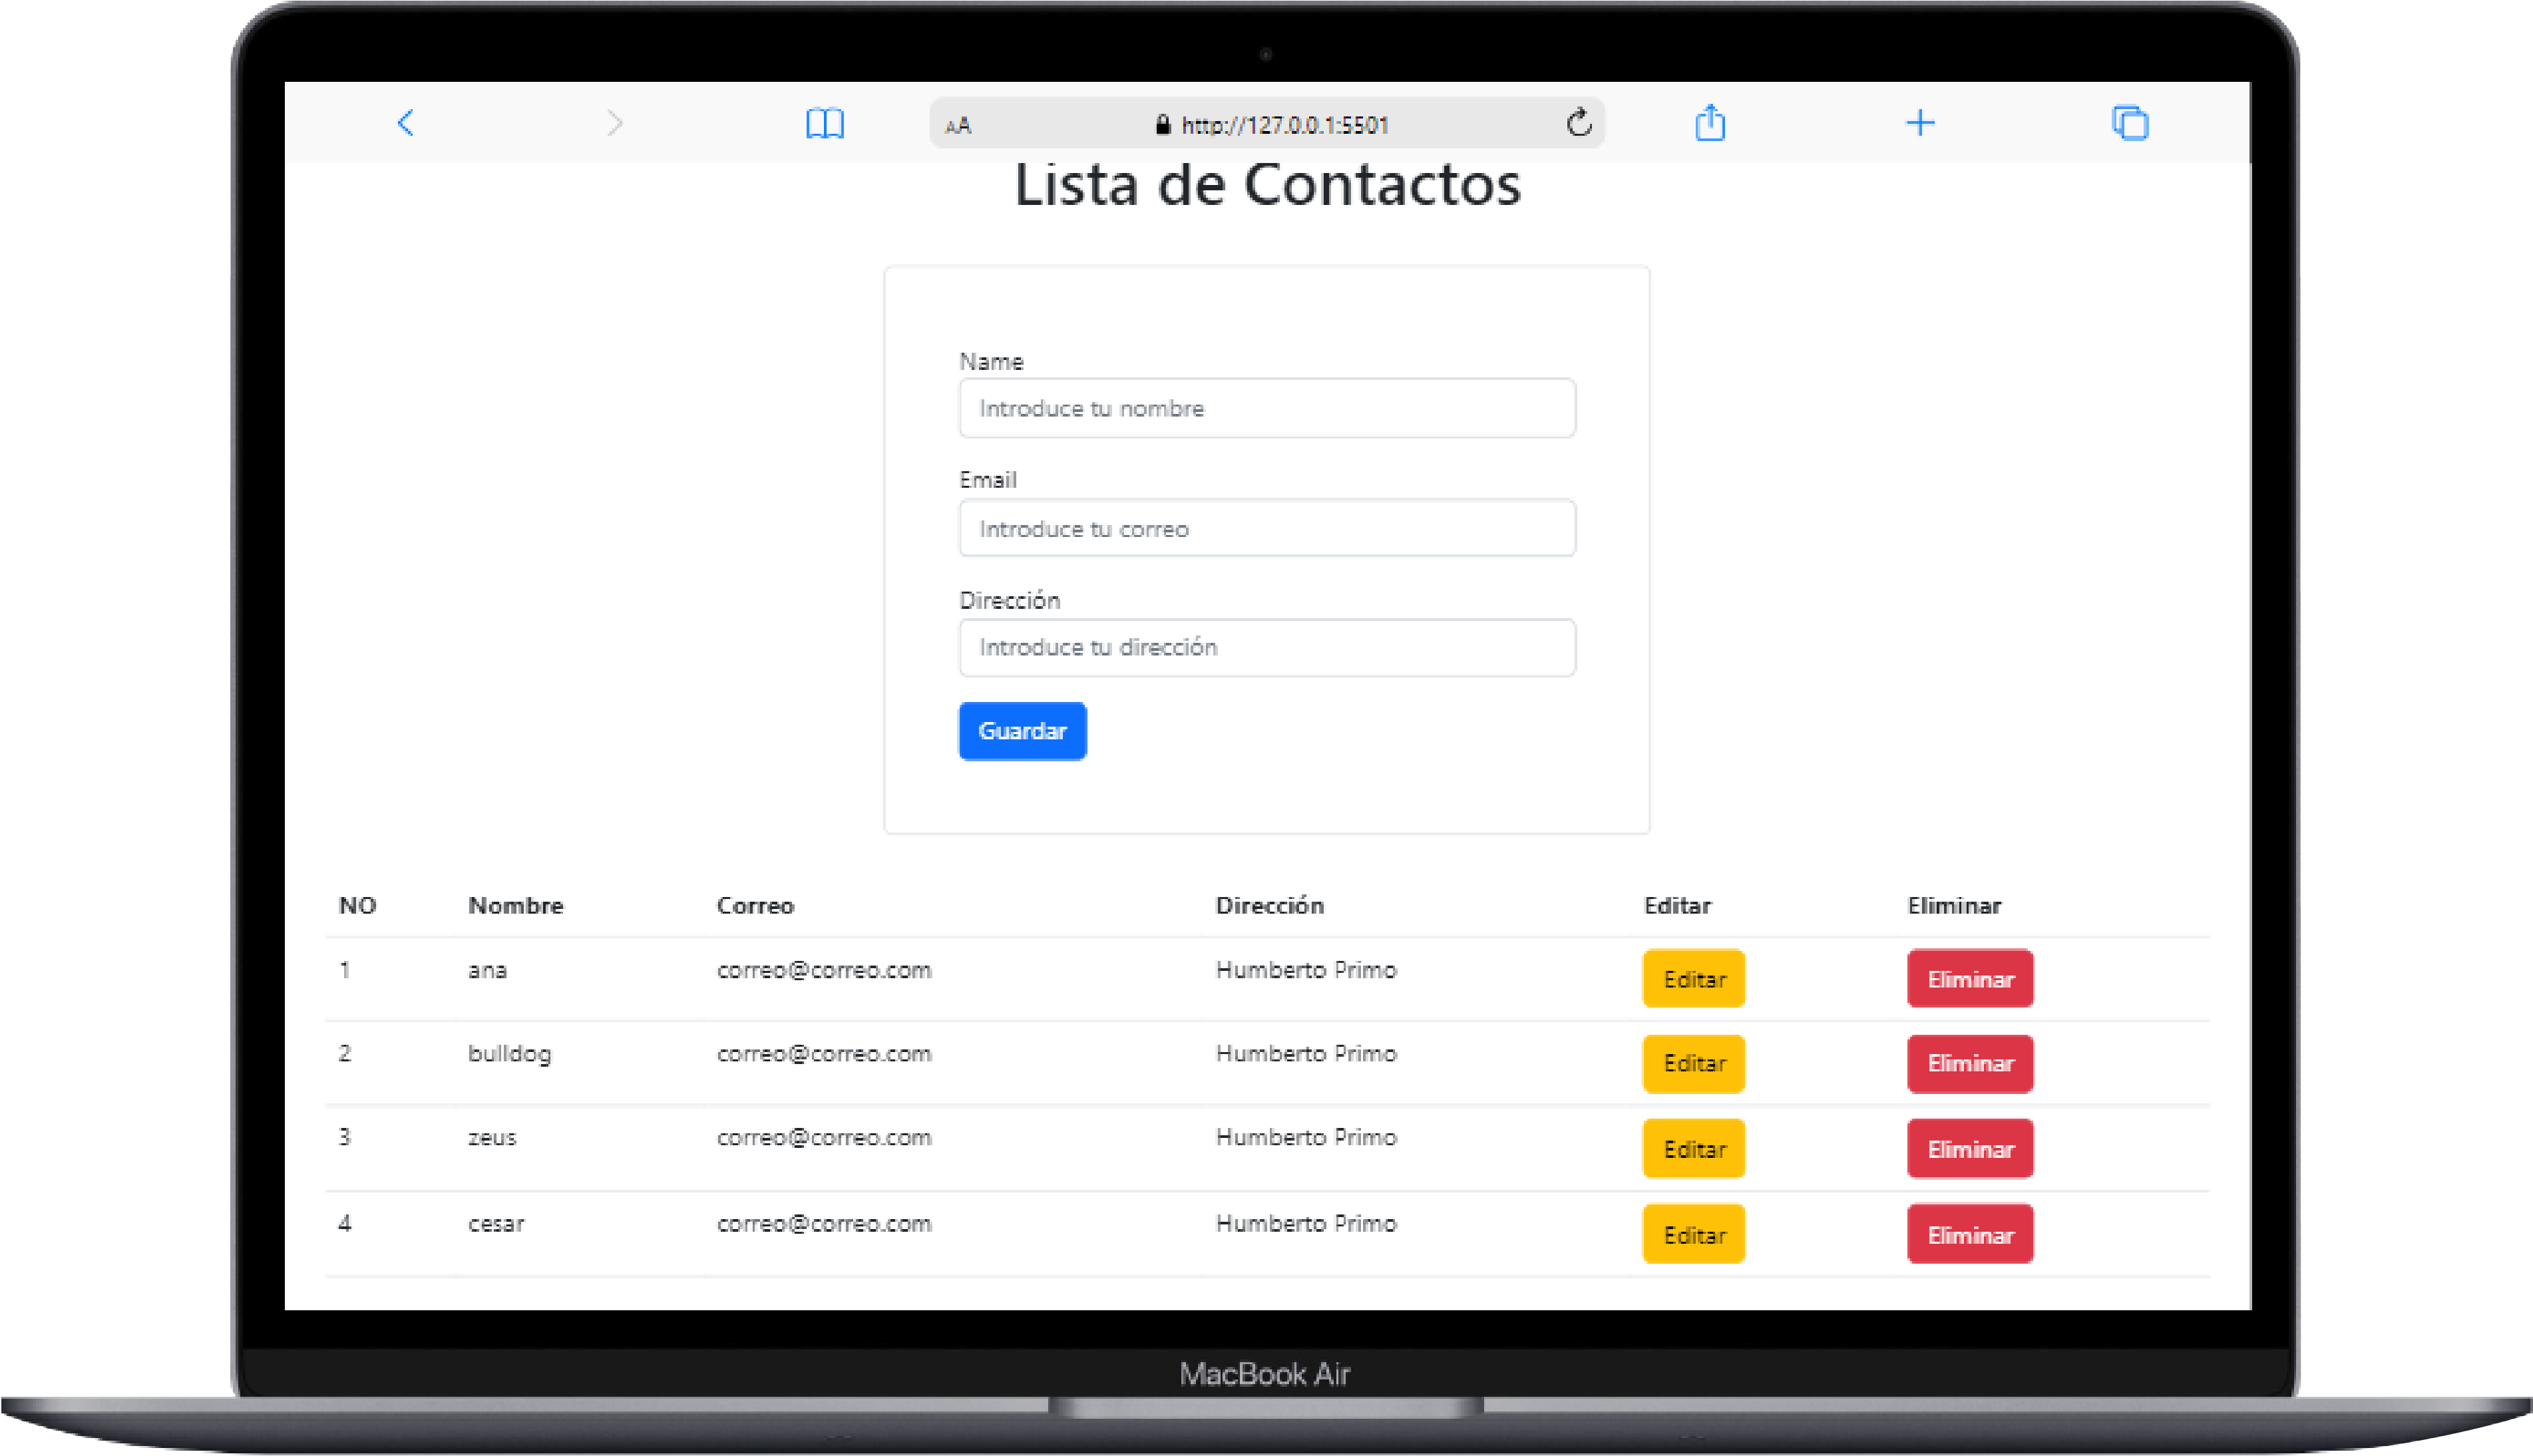 AA http://127.0.0.1:5501
Lista de Contactos
Name
Introduce tu nombre
Email
Introduce tu correo
Dirección
Introduce tu dirección
Guardar
NO Nombre Correo Dirección Editar Eliminar
1 ana correo@correo.com Humberto Primo Editar Eliminar
2 bulldog correo@correo.com Humberto Primo Editar Eliminar
3 zeus correo@correo.com Humberto Primo Editar Eliminar
4 cesar correo@correo.com Humberto Primo Editar Eliminar
MacBook Air